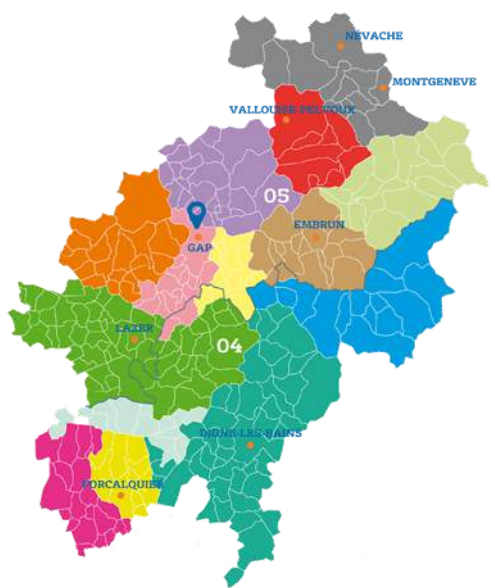 NEVACHE
MONTGENEVE
VALLOUISE-PELVOUX
05
EMBRUN
GAP
LAZER
04
DIGNE-LES-BAINS
FORCALQUIER